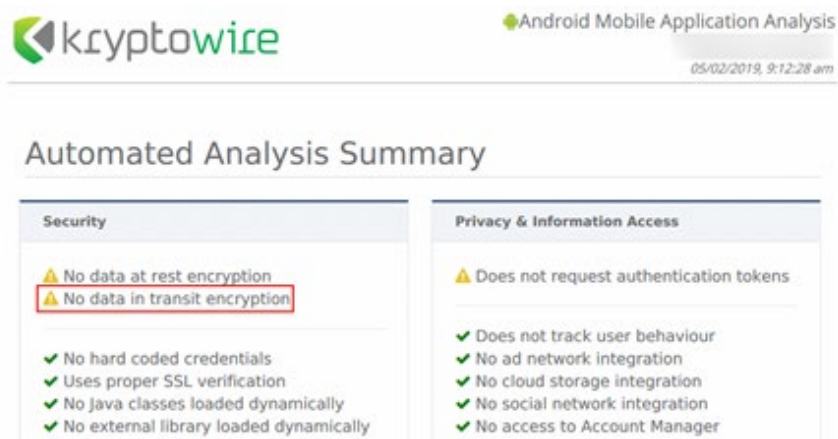 kryptowire
Android Mobile Application Analysis
05/02/2019, 9:12:28 am
Automated Analysis Summary
Security
No data at rest encryption
No data in transit encryption
No hard coded credentials
Uses proper SSL verification
No Java classes loaded dynamically
No external library loaded dynamically
Privacy & Information Access
Does not request authentication tokens
Does not track user behaviour
No ad network integration
No cloud storage integration
No social network integration
No access to Account Manager